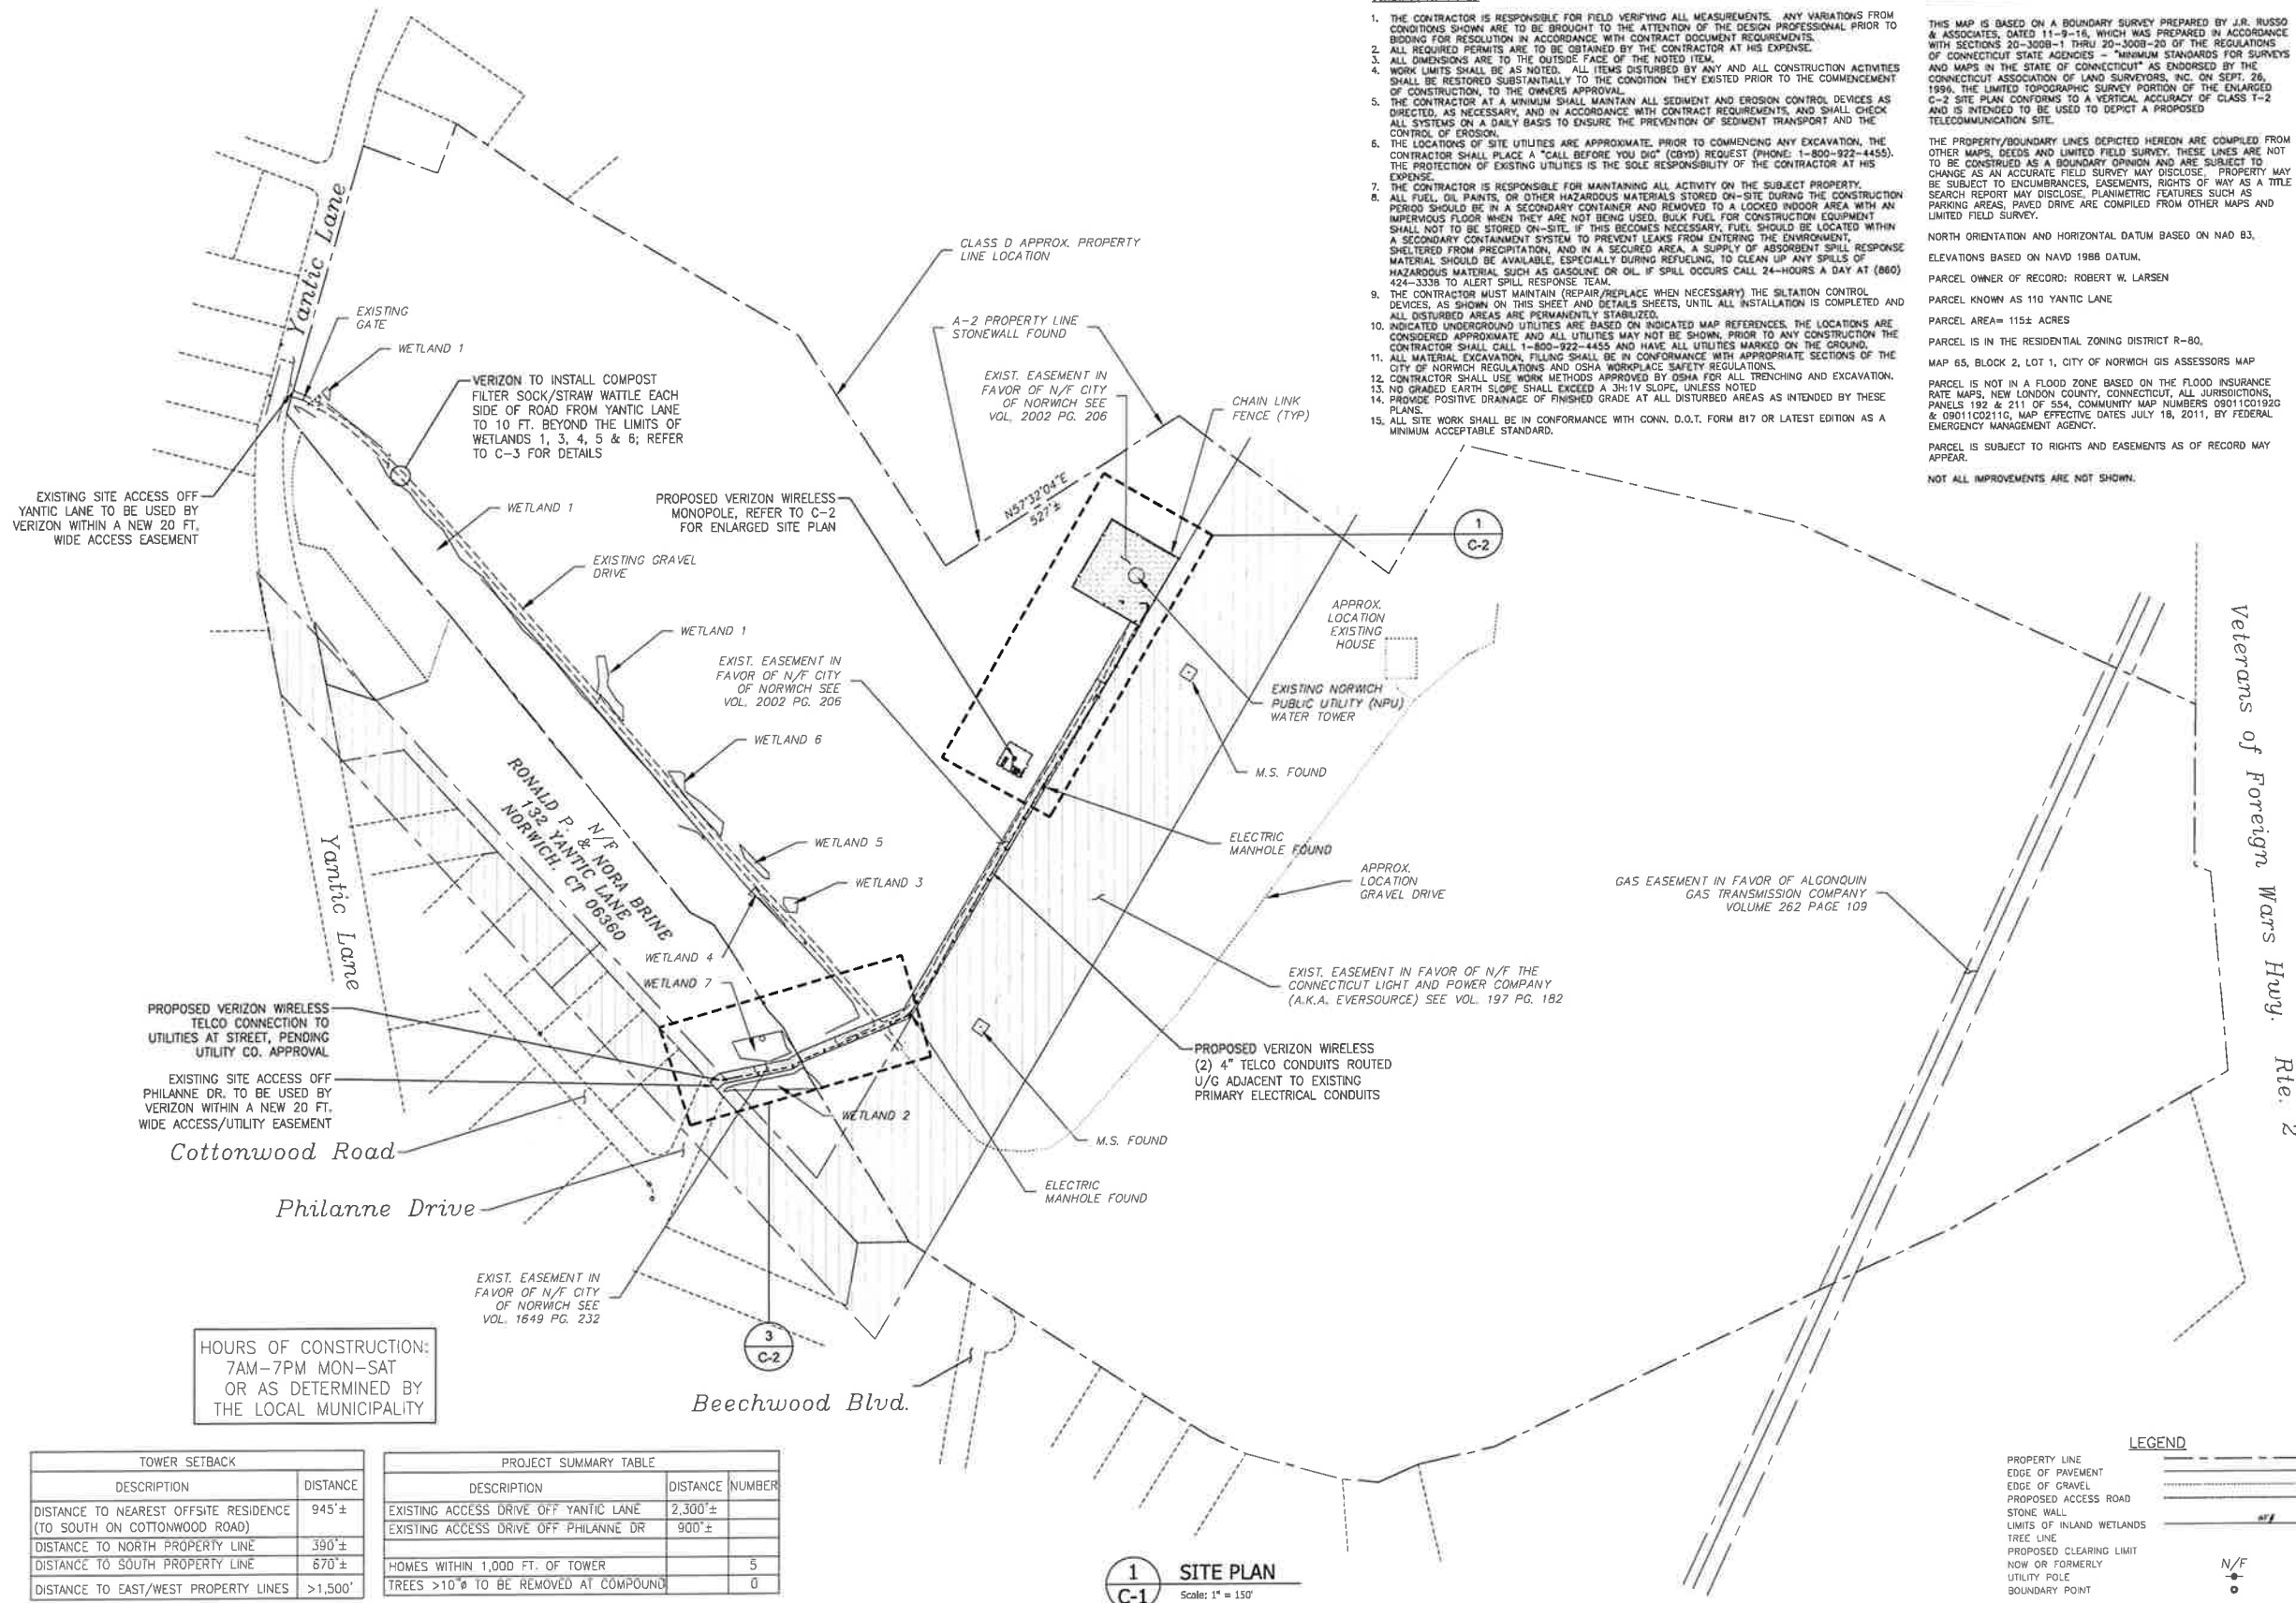 1. THE CONTRACTOR IS RESPONSIBLE FOR FIELD VERIFYING ALL MEASUREMENTS. ANY VARIATIONS FROM
CONDITIONS SHOWN ARE TO BE BROUGHT TO THE ATTENTION OF THE DESIGN PROFESSIONAL PRIOR TO
BIDDING FOR RESOLUTION IN ACCORDANCE WITH CONTRACT DOCUMENT REQUIREMENTS.
2. ALL REQUIRED PERMITS ARE TO BE OBTAINED BY THE CONTRACTOR AT HIS EXPENSE.
3. ALL DIMENSIONS ARE TO THE OUTSIDE FACE OF THE NOTED ITEM.
4. WORK LIMITS SHALL BE AS NOTED. ALL ITEMS DISTURBED BY ANY AND ALL CONSTRUCTION ACTIVITIES
SHALL BE RESTORED SUBSTANTIALLY TO THE CONDITION THEY EXISTED PRIOR TO THE COMMENCEMENT
OF CONSTRUCTION, TO THE OWNERS APPROVAL.
5. THE CONTRACTOR AT A MINIMUM SHALL MAINTAIN ALL SEDIMENT AND EROSION CONTROL DEVICES AS
DIRECTED, AS NECESSARY, AND IN ACCORDANCE WITH CONTRACT REQUIREMENTS, AND SHALL CHECK
ALL SYSTEMS ON A DAILY BASIS TO ENSURE THE PREVENTION OF SEDIMENT TRANSPORT AND THE
CONTROL OF EROSION.
6. THE LOCATIONS OF SITE UTILITIES ARE APPROXIMATE. PRIOR TO COMMENCING ANY EXCAVATION, THE
CONTRACTOR SHALL PLACE A "CALL BEFORE YOU DIG" (CBYD) REQUEST (PHONE: 1-800-922-4455).
THE PROTECTION OF EXISTING UTILITIES IS THE SOLE RESPONSIBILITY OF THE CONTRACTOR AT HIS
EXPENSE.
7. THE CONTRACTOR IS RESPONSIBLE FOR MAINTAINING ALL ACTIVITY ON THE SUBJECT PROPERTY.
8. ALL FUEL, OIL PAINTS, OR OTHER HAZARDOUS MATERIALS STORED ON-SITE DURING THE CONSTRUCTION
PERIOD SHOULD BE IN A SECONDARY CONTAINER AND REMOVED TO A LOCKED INDOOR AREA WITH AN
IMPERVIOUS FLOOR WHEN THEY ARE NOT BEING USED. BULK FUEL FOR CONSTRUCTION EQUIPMENT
SHALL NOT TO BE STORED ON-SITE. IF THIS BECOMES NECESSARY, FUEL SHOULD BE LOCATED WITHIN
A SECONDARY CONTAINMENT SYSTEM TO PREVENT LEAKS FROM ENTERING THE ENVIRONMENT,
SHELTERED FROM PRECIPITATION, AND IN A SECURED AREA. A SUPPLY OF ABSORBENT SPILL RESPONSE
MATERIAL SHOULD BE AVAILABLE, ESPECIALLY DURING REFUELING, TO CLEAN UP ANY SPILLS OF
HAZARDOUS MATERIAL SUCH AS GASOLINE OR OIL. IF SPILL OCCURS CALL 24-HOURS A DAY AT (860)
424-3338 TO ALERT SPILL RESPONSE TEAM.
9. THE CONTRACTOR MUST MAINTAIN (REPAIR/REPLACE WHEN NECESSARY) THE SILTATION CONTROL
DEVICES, AS SHOWN ON THIS SHEET AND DETAILS SHEETS, UNTIL ALL INSTALLATION IS COMPLETED AND
ALL DISTURBED AREAS ARE PERMANENTLY STABILIZED.
10. INDICATED UNDERGROUND UTILITIES ARE BASED ON INDICATED MAP REFERENCES. THE LOCATIONS ARE
CONSIDERED APPROXIMATE AND ALL UTILITIES MAY NOT BE SHOWN. PRIOR TO ANY CONSTRUCTION THE
CONTRACTOR SHALL CALL 1-800-922-4455 AND HAVE ALL UTILITIES MARKED ON THE GROUND.
11. ALL MATERIAL EXCAVATION, FILLING SHALL BE IN CONFORMANCE WITH APPROPRIATE SECTIONS OF THE
CITY OF NORWICH REGULATIONS AND OSHA WORKPLACE SAFETY REGULATIONS.
12. CONTRACTOR SHALL USE WORK METHODS APPROVED BY OSHA FOR ALL TRENCHING AND EXCAVATION.
13. NO GRADED EARTH SLOPE SHALL EXCEED A 3H:1V SLOPE, UNLESS NOTED
14. PROVIDE POSITIVE DRAINAGE OF FINISHED GRADE AT ALL DISTURBED AREAS AS INTENDED BY THESE
PLANS.
15. ALL SITE WORK SHALL BE IN CONFORMANCE WITH CONN. D.O.T. FORM 817 OR LATEST EDITION AS A
MINIMUM ACCEPTABLE STANDARD.
THIS MAP IS BASED ON A BOUNDARY SURVEY PREPARED BY J.R. RUSSO
& ASSOCIATES, DATED 11-9-16, WHICH WAS PREPARED IN ACCORDANCE
WITH SECTIONS 20-300B-1 THRU 20-300B-20 OF THE REGULATIONS
OF CONNECTICUT STATE AGENCIES - "MINIMUM STANDARDS FOR SURVEYS
AND MAPS IN THE STATE OF CONNECTICUT" AS ENDORSED BY THE
CONNECTICUT ASSOCIATION OF LAND SURVEYORS, INC. ON SEPT. 26,
1996. THE LIMITED TOPOGRAPHIC SURVEY PORTION OF THE ENLARGED
C-2 SITE PLAN CONFORMS TO A VERTICAL ACCURACY OF CLASS T-2
AND IS INTENDED TO BE USED TO DEPICT A PROPOSED
TELECOMMUNICATION SITE.
THE PROPERTY/BOUNDARY LINES DEPICTED HEREON ARE COMPILED FROM
OTHER MAPS, DEEDS AND LIMITED FIELD SURVEY. THESE LINES ARE NOT
TO BE CONSTRUED AS A BOUNDARY OPINION AND ARE SUBJECT TO
CHANGE AS AN ACCURATE FIELD SURVEY MAY DISCLOSE. PROPERTY MAY
BE SUBJECT TO ENCUMBRANCES, EASEMENTS, RIGHTS OF WAY AS A TITLE
SEARCH REPORT MAY DISCLOSE. PLANIMETRIC FEATURES SUCH AS
PARKING AREAS, PAVED DRIVE ARE COMPILED FROM OTHER MAPS AND
LIMITED FIELD SURVEY.
NORTH ORIENTATION AND HORIZONTAL DATUM BASED ON NAD 83,
ELEVATIONS BASED ON NAVD 1988 DATUM.
PARCEL OWNER OF RECORD: ROBERT W. LARSEN
PARCEL KNOWN AS 110 YANTIC LANE
PARCEL AREA= 115± ACRES
PARCEL IS IN THE RESIDENTIAL ZONING DISTRICT R-80,
MAP 65, BLOCK 2, LOT 1, CITY OF NORWICH GIS ASSESSORS MAP
PARCEL IS NOT IN A FLOOD ZONE BASED ON THE FLOOD INSURANCE
RATE MAPS, NEW LONDON COUNTY, CONNECTICUT, ALL JURISDICTIONS,
PANELS 192 & 211 OF 554, COMMUNITY MAP NUMBERS 09011C0192G
& 09011C0211G, MAP EFFECTIVE DATES JULY 18, 2011, BY FEDERAL
EMERGENCY MANAGEMENT AGENCY.
PARCEL IS SUBJECT TO RIGHTS AND EASEMENTS AS OF RECORD MAY
APPEAR.
NOT ALL IMPROVEMENTS ARE NOT SHOWN.
Yantic Lane
EXISTING
GATE
WETLAND 1
VERIZON TO INSTALL COMPOST
FILTER SOCK/STRAW WATTLE EACH
SIDE OF ROAD FROM YANTIC LANE
TO 10 FT. BEYOND THE LIMITS OF
WETLANDS 1, 3, 4, 5 & 6; REFER
TO C-3 FOR DETAILS
CLASS D APPROX. PROPERTY
LINE LOCATION
A-2 PROPERTY LINE
STONEWALL FOUND
EXIST. EASEMENT IN
FAVOR OF N/F CITY
OF NORWICH SEE
VOL. 2002 PG. 206
CHAIN LINK
FENCE (TYP)
N57°32'04"E
527'±
1
C-2
EXISTING SITE ACCESS OFF
YANTIC LANE TO BE USED BY
VERIZON WITHIN A NEW 20 FT.
WIDE ACCESS EASEMENT
WETLAND 1
PROPOSED VERIZON WIRELESS
MONOPOLE, REFER TO C-2
FOR ENLARGED SITE PLAN
EXISTING GRAVEL
DRIVE
WETLAND 1
EXIST. EASEMENT IN
FAVOR OF N/F CITY
OF NORWICH SEE
VOL. 2002 PG. 206
WETLAND 6
APPROX.
LOCATION
EXISTING
HOUSE
EXISTING NORWICH
PUBLIC UTILITY (NPU)
WATER TOWER
M.S. FOUND
Veterans of Foreign Wars Hwy. Rte. 2
N/F
RONALD P. & NORA BRINE
132 YANTIC LANE
NORWICH, CT 06360
Yantic Lane
WETLAND 5
WETLAND 3
ELECTRIC
MANHOLE FOUND
APPROX.
LOCATION
GRAVEL DRIVE
GAS EASEMENT IN FAVOR OF ALGONQUIN
GAS TRANSMISSION COMPANY
VOLUME 262 PAGE 109
WETLAND 4
WETLAND 7
EXIST. EASEMENT IN FAVOR OF N/F THE
CONNECTICUT LIGHT AND POWER COMPANY
(A.K.A. EVERSOURCE) SEE VOL. 197 PG. 182
PROPOSED VERIZON WIRELESS
TELCO CONNECTION TO
UTILITIES AT STREET, PENDING
UTILITY CO. APPROVAL
EXISTING SITE ACCESS OFF
PHILANNE DR. TO BE USED BY
VERIZON WITHIN A NEW 20 FT.
WIDE ACCESS/UTILITY EASEMENT
PROPOSED VERIZON WIRELESS
(2) 4" TELCO CONDUITS ROUTED
U/G ADJACENT TO EXISTING
PRIMARY ELECTRICAL CONDUITS
WETLAND 2
M.S. FOUND
Cottonwood Road
Philanne Drive
ELECTRIC
MANHOLE FOUND
EXIST. EASEMENT IN
FAVOR OF N/F CITY
OF NORWICH SEE
VOL. 1649 PG. 232
3
C-2
Beechwood Blvd.
HOURS OF CONSTRUCTION:
7AM-7PM MON-SAT
OR AS DETERMINED BY
THE LOCAL MUNICIPALITY
TOWER SETBACK
DESCRIPTION DISTANCE
DISTANCE TO NEAREST OFFSITE RESIDENCE 945'±
(TO SOUTH ON COTTONWOOD ROAD)
DISTANCE TO NORTH PROPERTY LINE 390'±
DISTANCE TO SOUTH PROPERTY LINE 670'±
DISTANCE TO EAST/WEST PROPERTY LINES >1,500'
PROJECT SUMMARY TABLE
DESCRIPTION DISTANCE NUMBER
EXISTING ACCESS DRIVE OFF YANTIC LANE 2,300'±
EXISTING ACCESS DRIVE OFF PHILANNE DR 900'±
HOMES WITHIN 1,000 FT. OF TOWER 5
TREES >10"ø TO BE REMOVED AT COMPOUND 0
1
C-1
SITE PLAN
Scale: 1" = 150'
LEGEND
PROPERTY LINE
EDGE OF PAVEMENT
EDGE OF GRAVEL
PROPOSED ACCESS ROAD
STONE WALL
LIMITS OF INLAND WETLANDS
TREE LINE
PROPOSED CLEARING LIMIT
NOW OR FORMERLY N/F
UTILITY POLE
BOUNDARY POINT